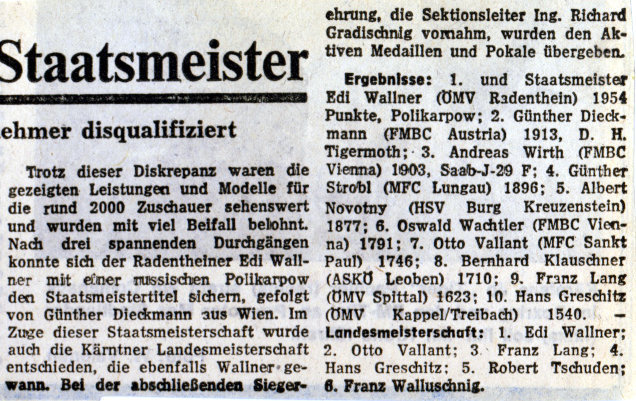 Staatsmeister
ehmer disqualifiziert
Trotz dieser Diskrepanz waren die
gezeigten Leistungen und Modelle für
die rund 2000 Zuschauer sehenswert
und wurden mit viel Beifall belohnt.
Nach drei spannenden Durchgängen
konnte sich der Radentheiner Edi Wall-
ner mit einer russischen Polikarpow
den Staatsmeistertitel sichern, gefolgt
von Günther Dieckmann aus Wien. Im
Zuge dieser Staatsmeisterschaft wurde
auch die Kärntner Landesmeisterschaft
entschieden, die ebenfalls Wallner ge-
wann. Bei der abschließenden Sieger-
ehrung, die Sektionsleiter Ing. Richard
Gradischnig vornahm, wurden den Ak-
tiven Medaillen und Pokale übergeben.
Ergebnisse: 1. und Staatsmeister
Edi Wallner (ÖMV Radenthein) 1954
Punkte, Polikarpow; 2. Günther Dieck-
mann (FMBC Austria) 1913, D. H.
Tigermoth; 3. Andreas Wirth (FMBC
Vienna) 1903, Saab-J-29 F; 4. Günther
Strobl (MFC Lungau) 1896; 5. Albert
Novotny (HSV Burg Kreuzenstein)
1877; 6. Oswald Wachtler (FMBC Vien-
na) 1791; 7. Otto Vallant (MFC Sankt
Paul) 1746; 8. Bernhard Klauschner
(ASKÖ Leoben) 1710; 9. Franz Lang
(ÖMV Spittal) 1623; 10. Hans Greschitz
(ÖMV Kappel/Treibach) 1540. –
Landesmeisterschaft: 1. Edi Wallner;
2. Otto Vallant; 3. Franz Lang; 4.
Hans Greschitz; 5. Robert Tschuden;
6. Franz Walluschnig.